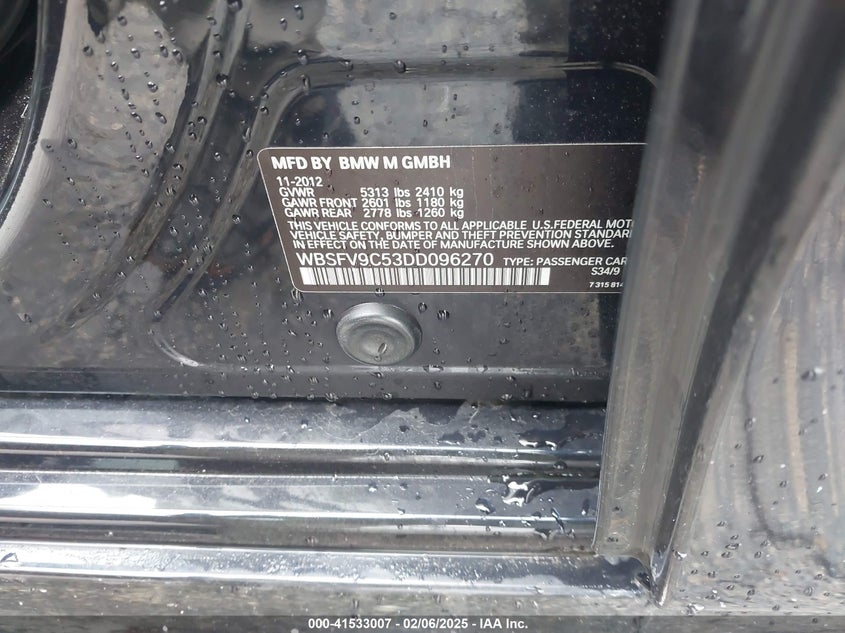 MFD BY BMW M GMBH
11-2012
GVWR 5313 lbs 2410 kg
GAWR FRONT 2601 lbs 1180 kg
GAWR REAR 2778 lbs 1260 kg
THIS VEHICLE CONFORMS TO ALL APPLICABLE U.S.FEDERAL MOT
VEHICLE SAFETY, BUMPER AND THEFT PREVENTION STANDAR
IN EFFECT ON THE DATE OF MANUFACTURE SHOWN ABOVE.
WBSFV9C53DD096270 TYPE: PASSENGER CAR
S34/9
7 315 814
000-41533007 - 02/06/2025 - IAA Inc.